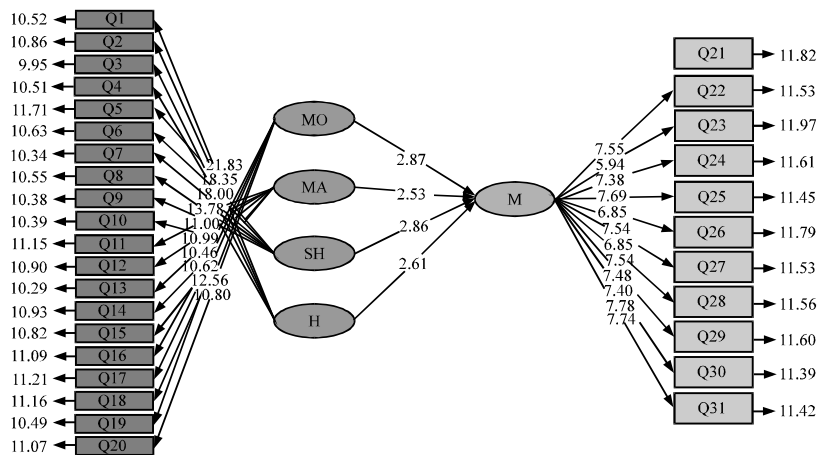 10.52 Q1
10.86 Q2
9.95 Q3
10.51 Q4
11.71 Q5
10.63 Q6
10.34 Q7
10.55 Q8
10.38 Q9
10.39 Q10
11.15 Q11
10.90 Q12
10.29 Q13
10.93 Q14
10.82 Q15
11.09 Q16
11.21 Q17
11.16 Q18
10.49 Q19
11.07 Q20
21.83
18.35
18.00
13.78
11.00
10.99
10.46
10.62
12.56
10.80
MO
MA
SH
H
2.87
2.53
2.86
2.61
M
7.55
5.94
7.38
7.69
6.85
7.54
6.85
7.54
7.48
7.40
7.78
7.74
Q21 11.82
Q22 11.53
Q23 11.97
Q24 11.61
Q25 11.45
Q26 11.79
Q27 11.53
Q28 11.56
Q29 11.60
Q30 11.39
Q31 11.42